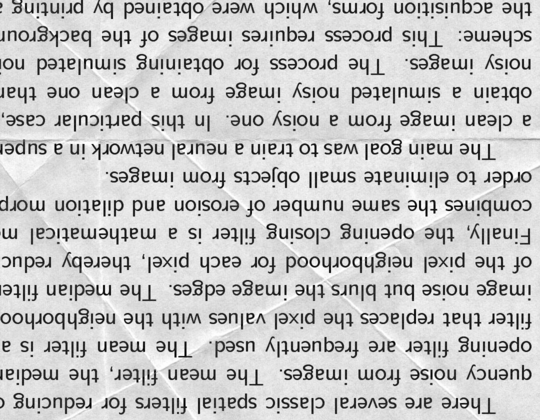 There are several classic spatial filters for reducing
quency noise from images. The mean filter, the median
opening filter are frequently used. The mean filter is a
filter that replaces the pixel values with the neighborhoo
image noise but blurs the image edges. The median filte
of the pixel neighborhood for each pixel, thereby reduc
Finally, the opening closing filter is a mathematical m
combines the same number of erosion and dilation morp
order to eliminate small objects from images.
The main goal was to train a neural network in a super
a clean image from a noisy one. In this particular case,
obtain a simulated noisy image from a clean one than
noisy images. The process for obtaining simulated noi
scheme: This process requires images of the background
the acquisition forms, which were obtained by printing a